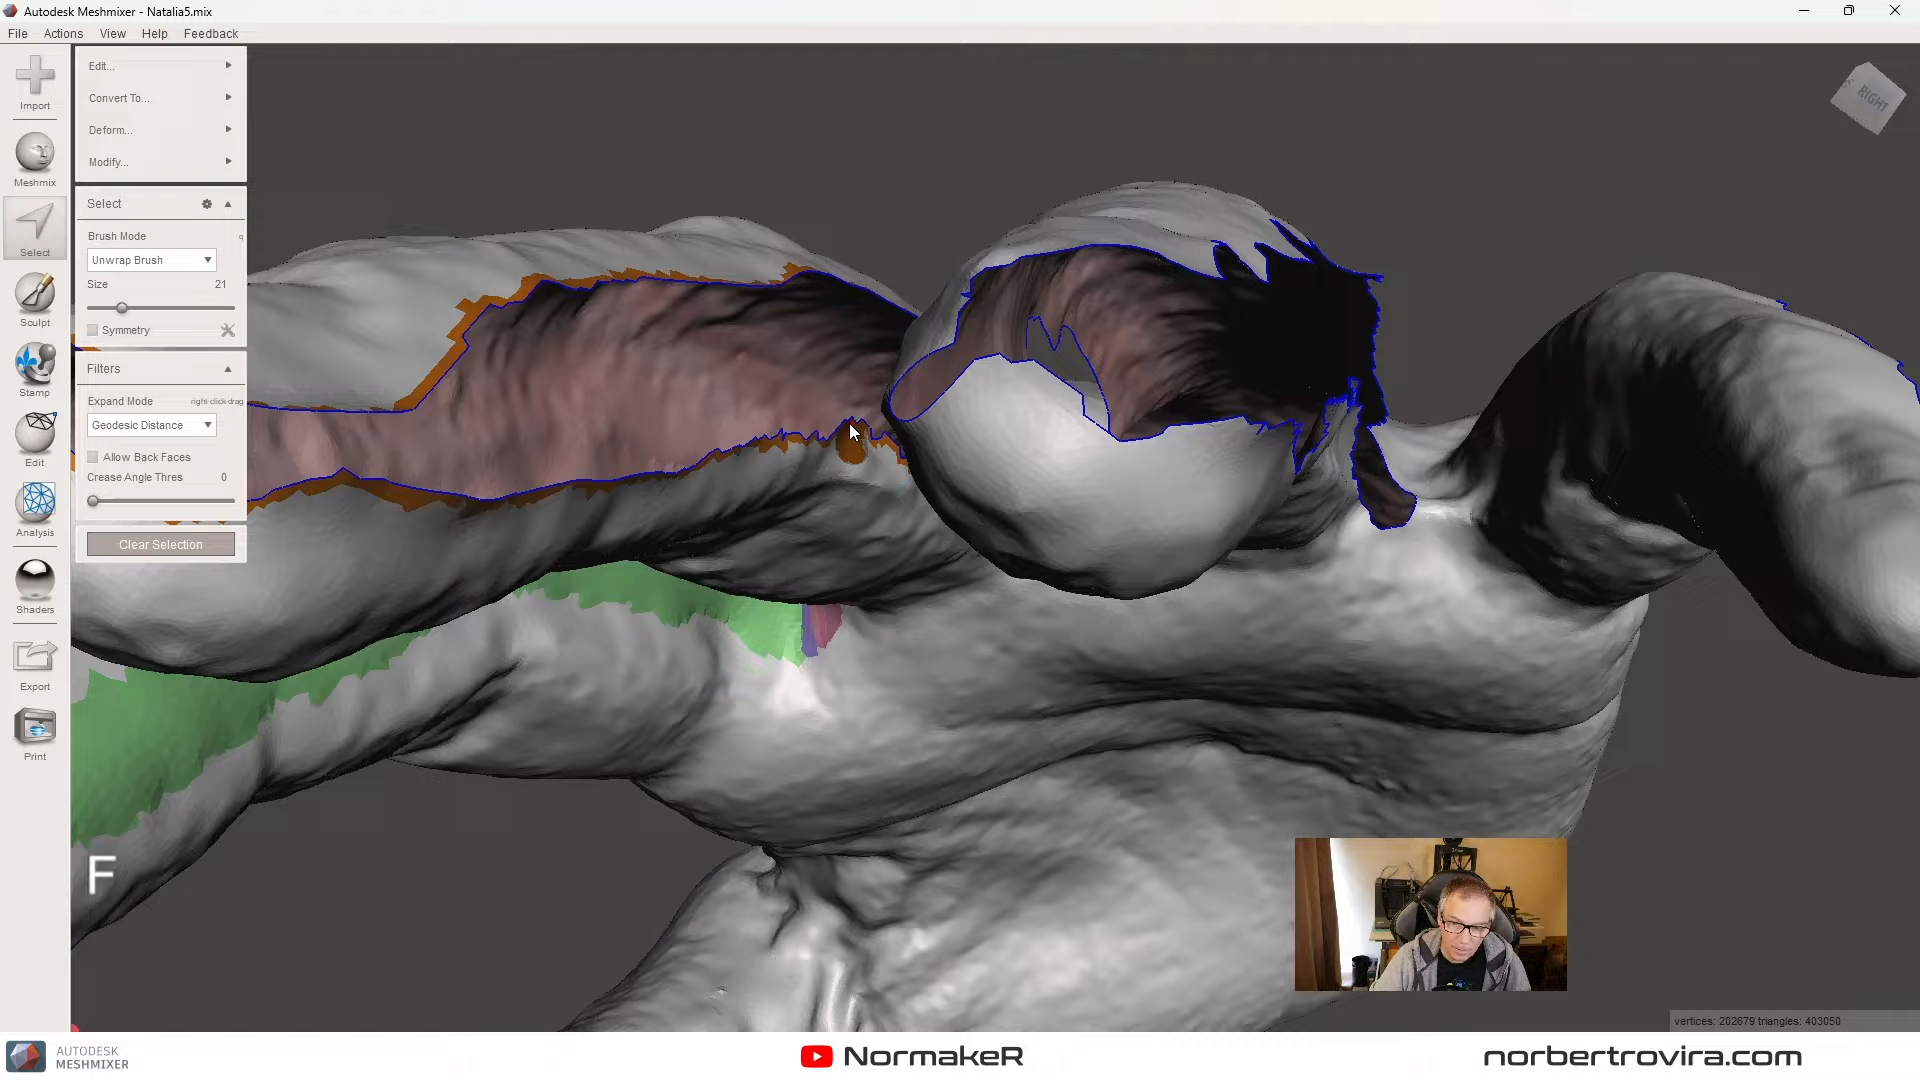 Autodesk Meshmixer - Natalia5.mix
File Actions View Help Feedback
Import
Meshmix
Select
Sculpt
Stamp
Edit
Analysis
Shaders
Export
Print
Edit...
Convert To...
Deform...
Modify...
Select
Brush Mode q
Unwrap Brush
Size 21
Symmetry
Filters
Expand Mode right-click-drag
Geodesic Distance
Allow Back Faces
Crease Angle Thres 0
Clear Selection
RIGHT
F
vertices: 202679 triangles: 403050
AUTODESK
MESHMIXER
NormakeR
norbertrovira.com